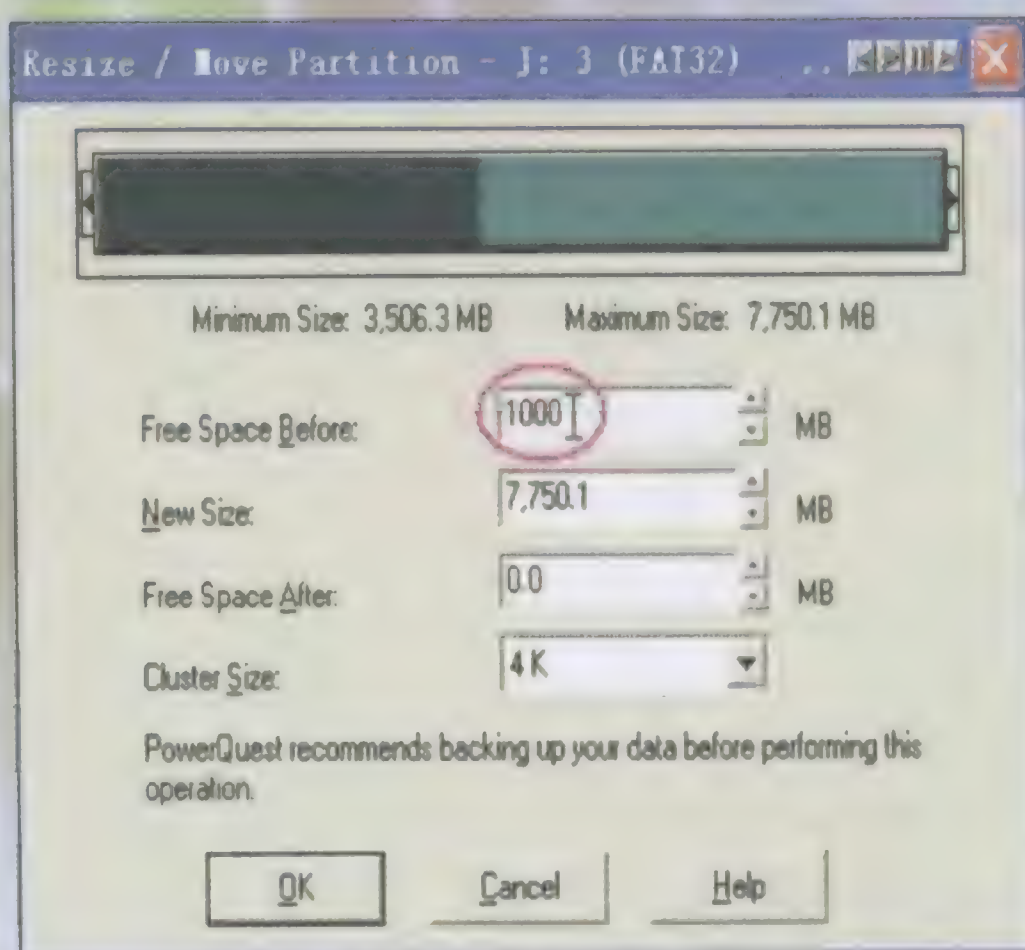 Resize / Move Partition - J: 3 (FAT32) ..
Minimum Size: 3,506.3 MB Maximum Size: 7,750.1 MB
Free Space Before: 1000 MB
New Size: 7,750.1 MB
Free Space After: 0.0 MB
Cluster Size: 4 K
PowerQuest recommends backing up your data before performing this
operation.
OK Cancel Help